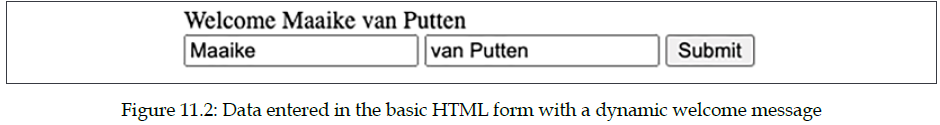 Welcome Maaike van Putten
Maaike van Putten Submit
Figure 11.2: Data entered in the basic HTML form with a dynamic welcome message